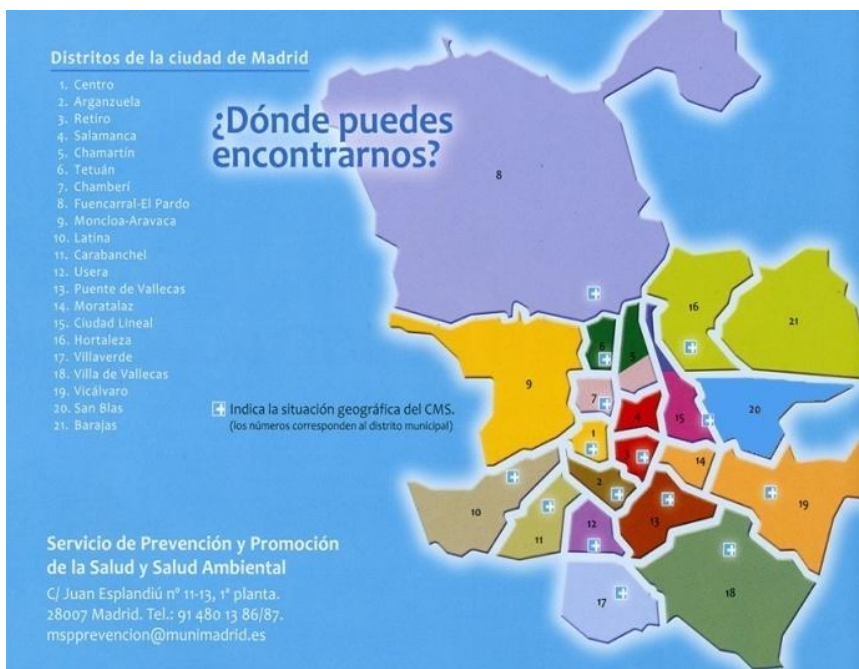 Distritos de la ciudad de Madrid
1. Centro
2. Arganzuela
3. Retiro
4. Salamanca
5. Chamartín
6. Tetuán
7. Chamberí
8. Fuencarral-El Pardo
9. Moncloa-Aravaca
10. Latina
11. Carabanchel
12. Usera
13. Puente de Vallecas
14. Moratalaz
15. Ciudad Lineal
16. Hortaleza
17. Villaverde
18. Villa de Vallecas
19. Vicálvaro
20. San Blas
21. Barajas
¿Dónde puedes
encontrarnos?
Indica la situación geográfica del CMS.
(los números corresponden al distrito municipal)
Servicio de Prevención y Promoción
de la Salud y Salud Ambiental
C/ Juan Esplandiú nº 11-13, 1ª planta.
28007 Madrid. Tel.: 91 480 13 86/87.
mspprevencion@munimadrid.es
8
16
21
6
5
9
7
4
15
20
1
3
14
2
10
11
12
13
19
17
18